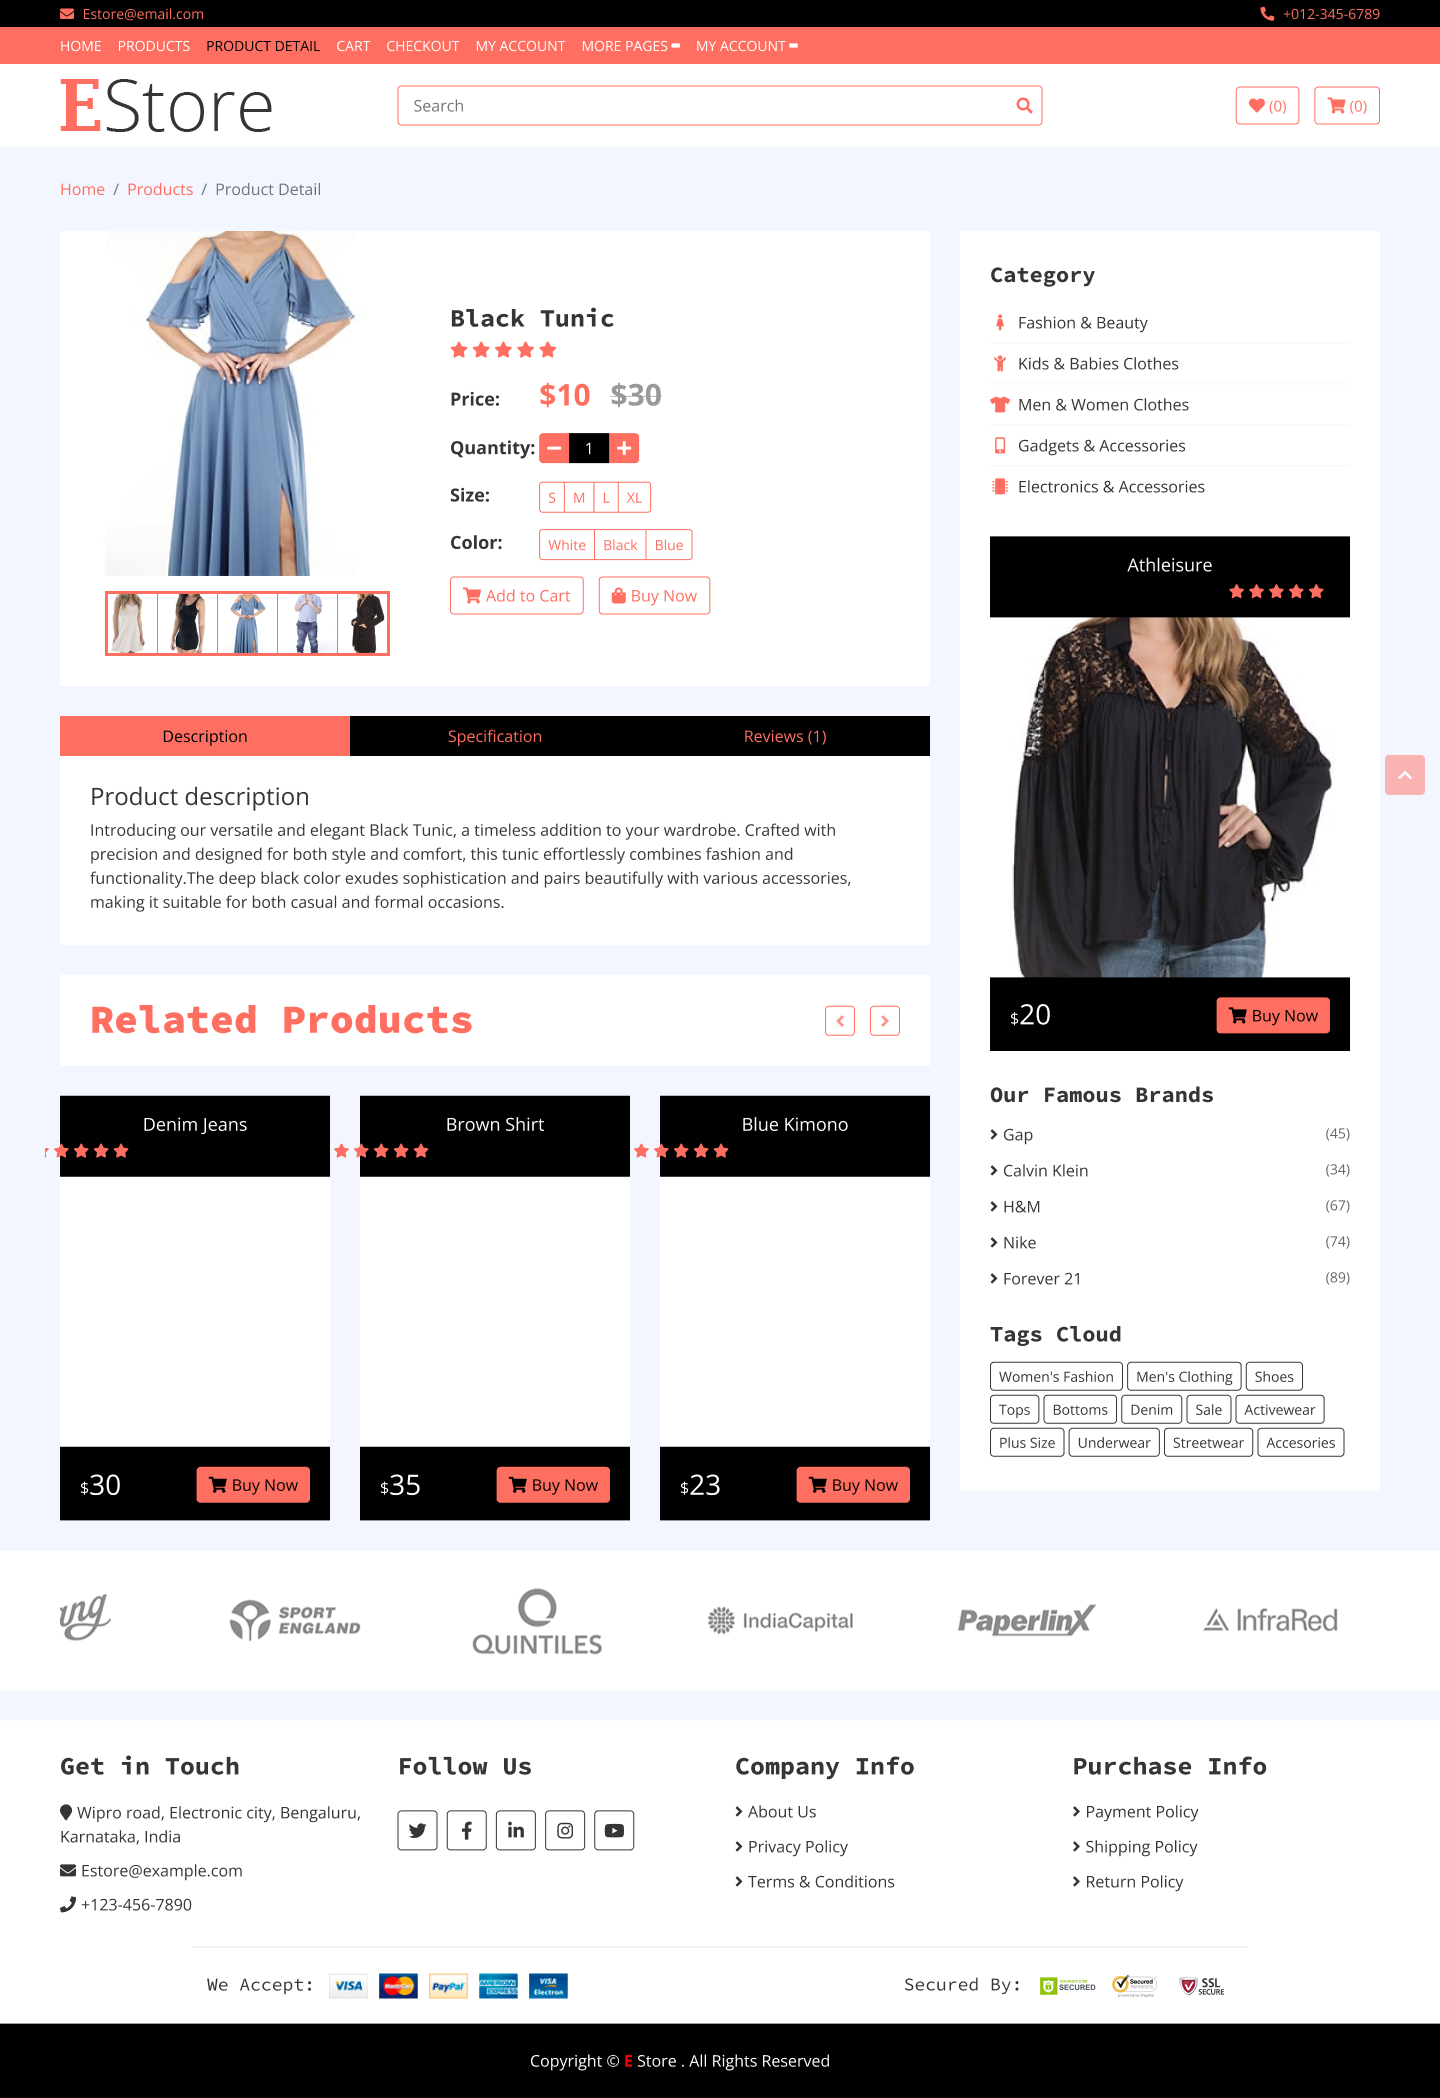 Estore@email.com
+012-345-6789
HOME PRODUCTS PRODUCT DETAIL CART CHECKOUT MY ACCOUNT MORE PAGES MY ACCOUNT
EStore
Search
(0)
(0)
Home / Products / Product Detail
Black Tunic
Price: $10 $30
Quantity: 1
Size: S M L XL
Color: White Black Blue
Add to Cart Buy Now
Description Specification Reviews (1)
Product description
Introducing our versatile and elegant Black Tunic, a timeless addition to your wardrobe. Crafted with
precision and designed for both style and comfort, this tunic effortlessly combines fashion and
functionality.The deep black color exudes sophistication and pairs beautifully with various accessories,
making it suitable for both casual and formal occasions.
Related Products
Denim Jeans
$30 Buy Now
Brown Shirt
$35 Buy Now
Blue Kimono
$23 Buy Now
Category
Fashion & Beauty
Kids & Babies Clothes
Men & Women Clothes
Gadgets & Accessories
Electronics & Accessories
Athleisure
$20 Buy Now
Our Famous Brands
Gap (45)
Calvin Klein (34)
H&M (67)
Nike (74)
Forever 21 (89)
Tags Cloud
Women's Fashion Men's Clothing Shoes
Tops Bottoms Denim Sale Activewear
Plus Size Underwear Streetwear Accesories
ng
SPORT
ENGLAND
QUINTILES
IndiaCapital
PaperlinX
InfraRed
Get in Touch
Wipro road, Electronic city, Bengaluru,
Karnataka, India
Estore@example.com
+123-456-7890
Follow Us
Company Info
About Us
Privacy Policy
Terms & Conditions
Purchase Info
Payment Policy
Shipping Policy
Return Policy
We Accept: VISA MasterCard PayPal AMERICAN EXPRESS VISA Electron
Secured By: SECURED Secured SSL SECURE
Copyright © E Store . All Rights Reserved